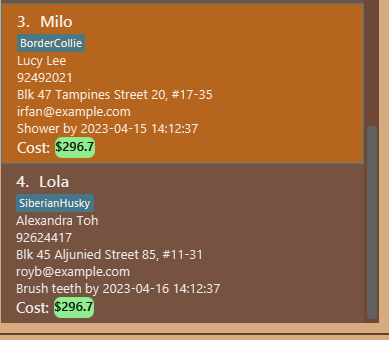 3. Milo
BorderCollie
Lucy Lee
92492021
Blk 47 Tampines Street 20, #17-35
irfan@example.com
Shower by 2023-04-15 14:12:37
Cost: $296.7
4. Lola
SiberianHusky
Alexandra Toh
92624417
Blk 45 Aljunied Street 85, #11-31
royb@example.com
Brush teeth by 2023-04-16 14:12:37
Cost: $296.7